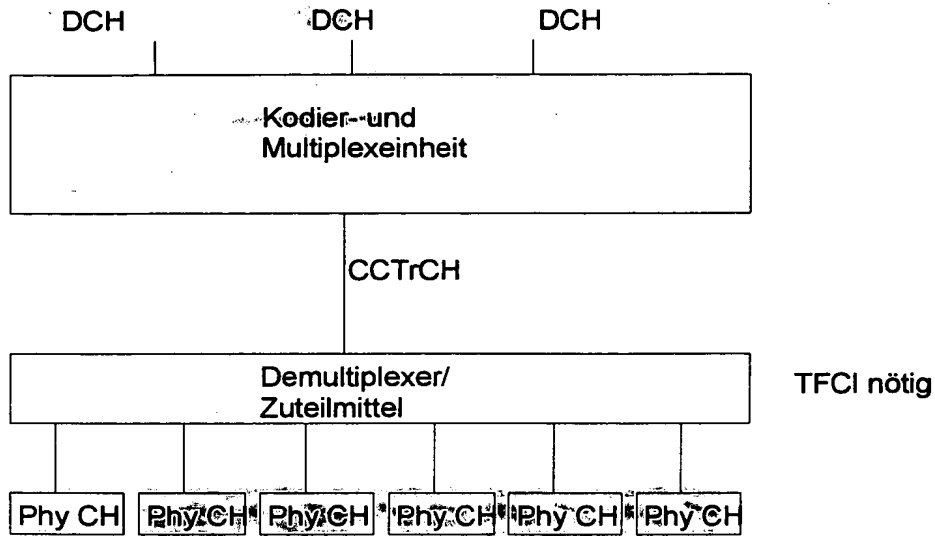 DCH DCH DCH
Kodier- und
Multiplexeinheit
CCTrCH
Demultiplexer/
Zuteilmittel
TFCI nötig
Phy CH Phy CH Phy CH Phy CH Phy CH Phy CH